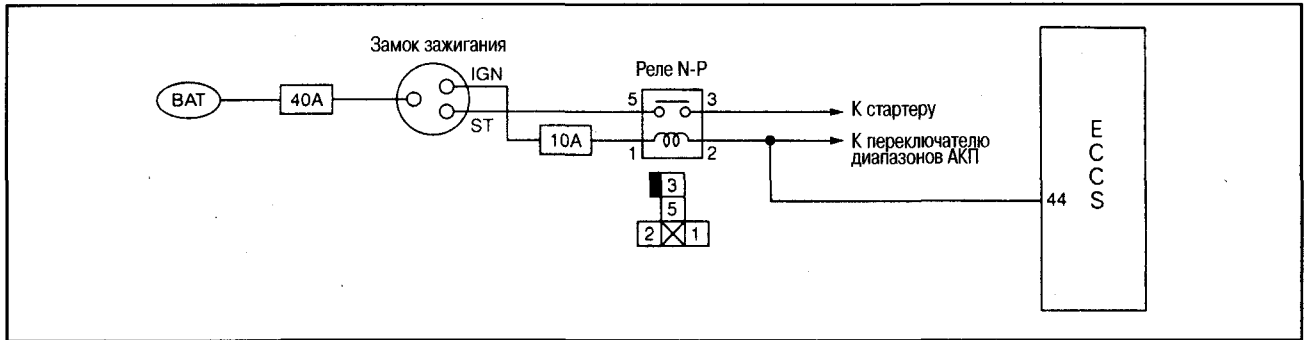 Замок зажигания
BAT
40A
IGN
ST
10A
Реле N-P
5
3
1
2
3
5
2
1
К стартеру
К переключателю
диапазонов АКП
44
E
C
C
S